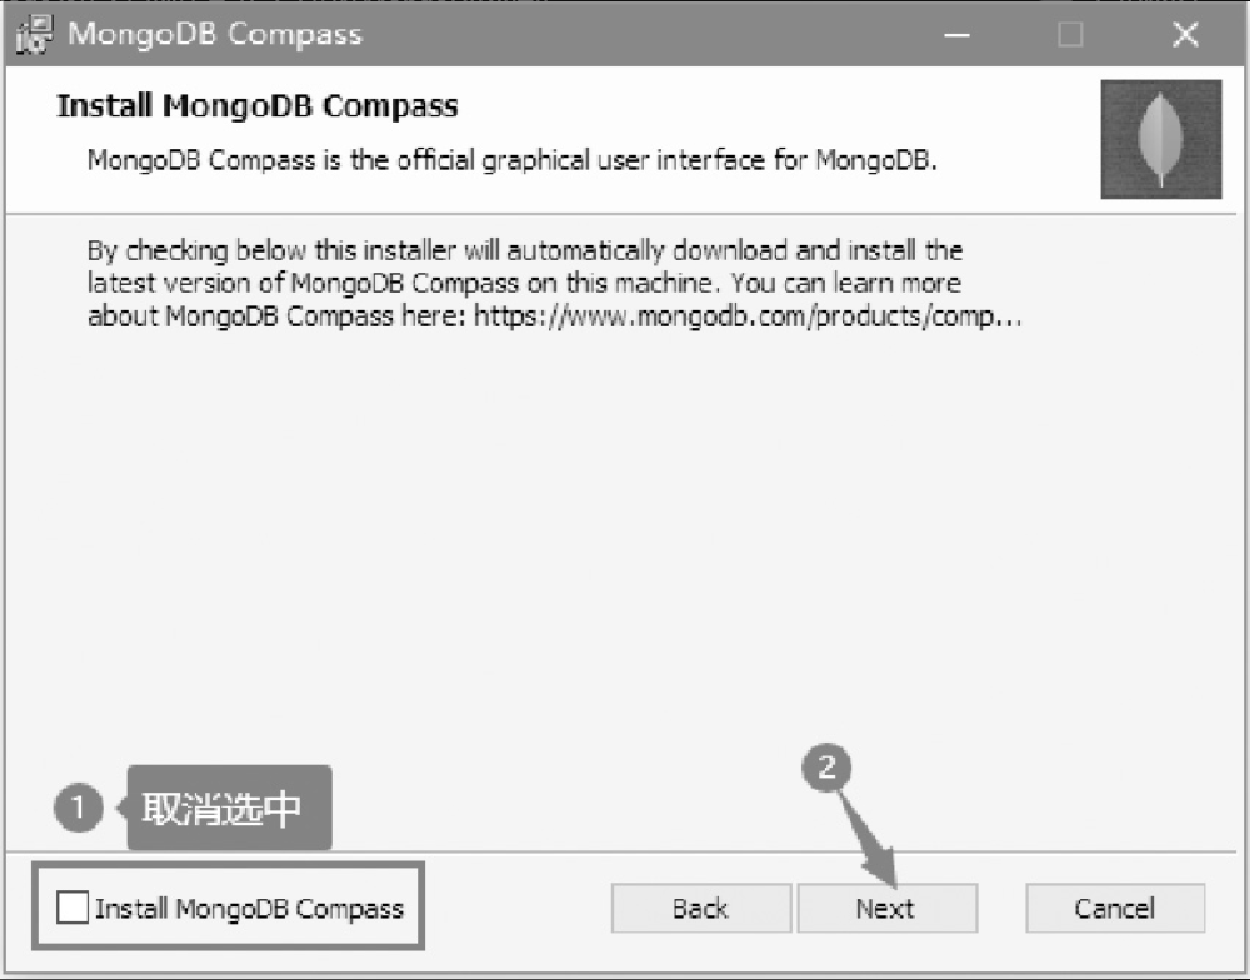 MongoDB Compass
Install MongoDB Compass
MongoDB Compass is the official graphical user interface for MongoDB.
By checking below this installer will automatically download and install the
latest version of MongoDB Compass on this machine. You can learn more
about MongoDB Compass here: https://www.mongodb.com/products/comp...
2
1 取消选中
Install MongoDB Compass
Back
Next
Cancel